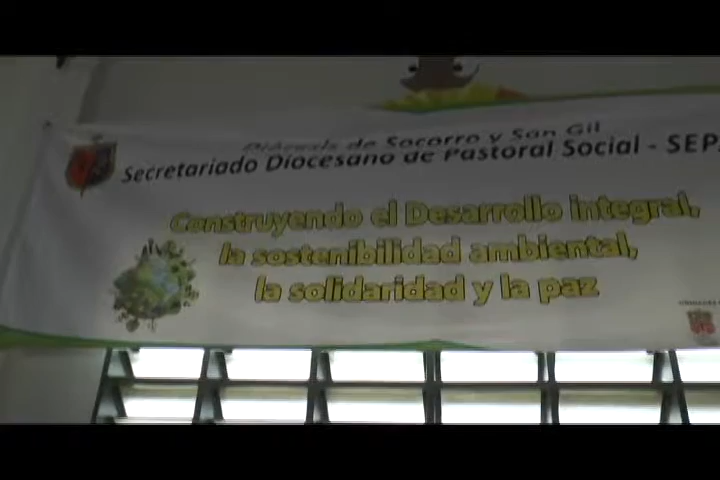 Diócesis de Socorro y San Gil
Secretariado Diocesano de Pastoral Social - SEP
Construyendo el Desarrollo Integral,
la sostenibilidad ambiental,
la solidaridad y la paz